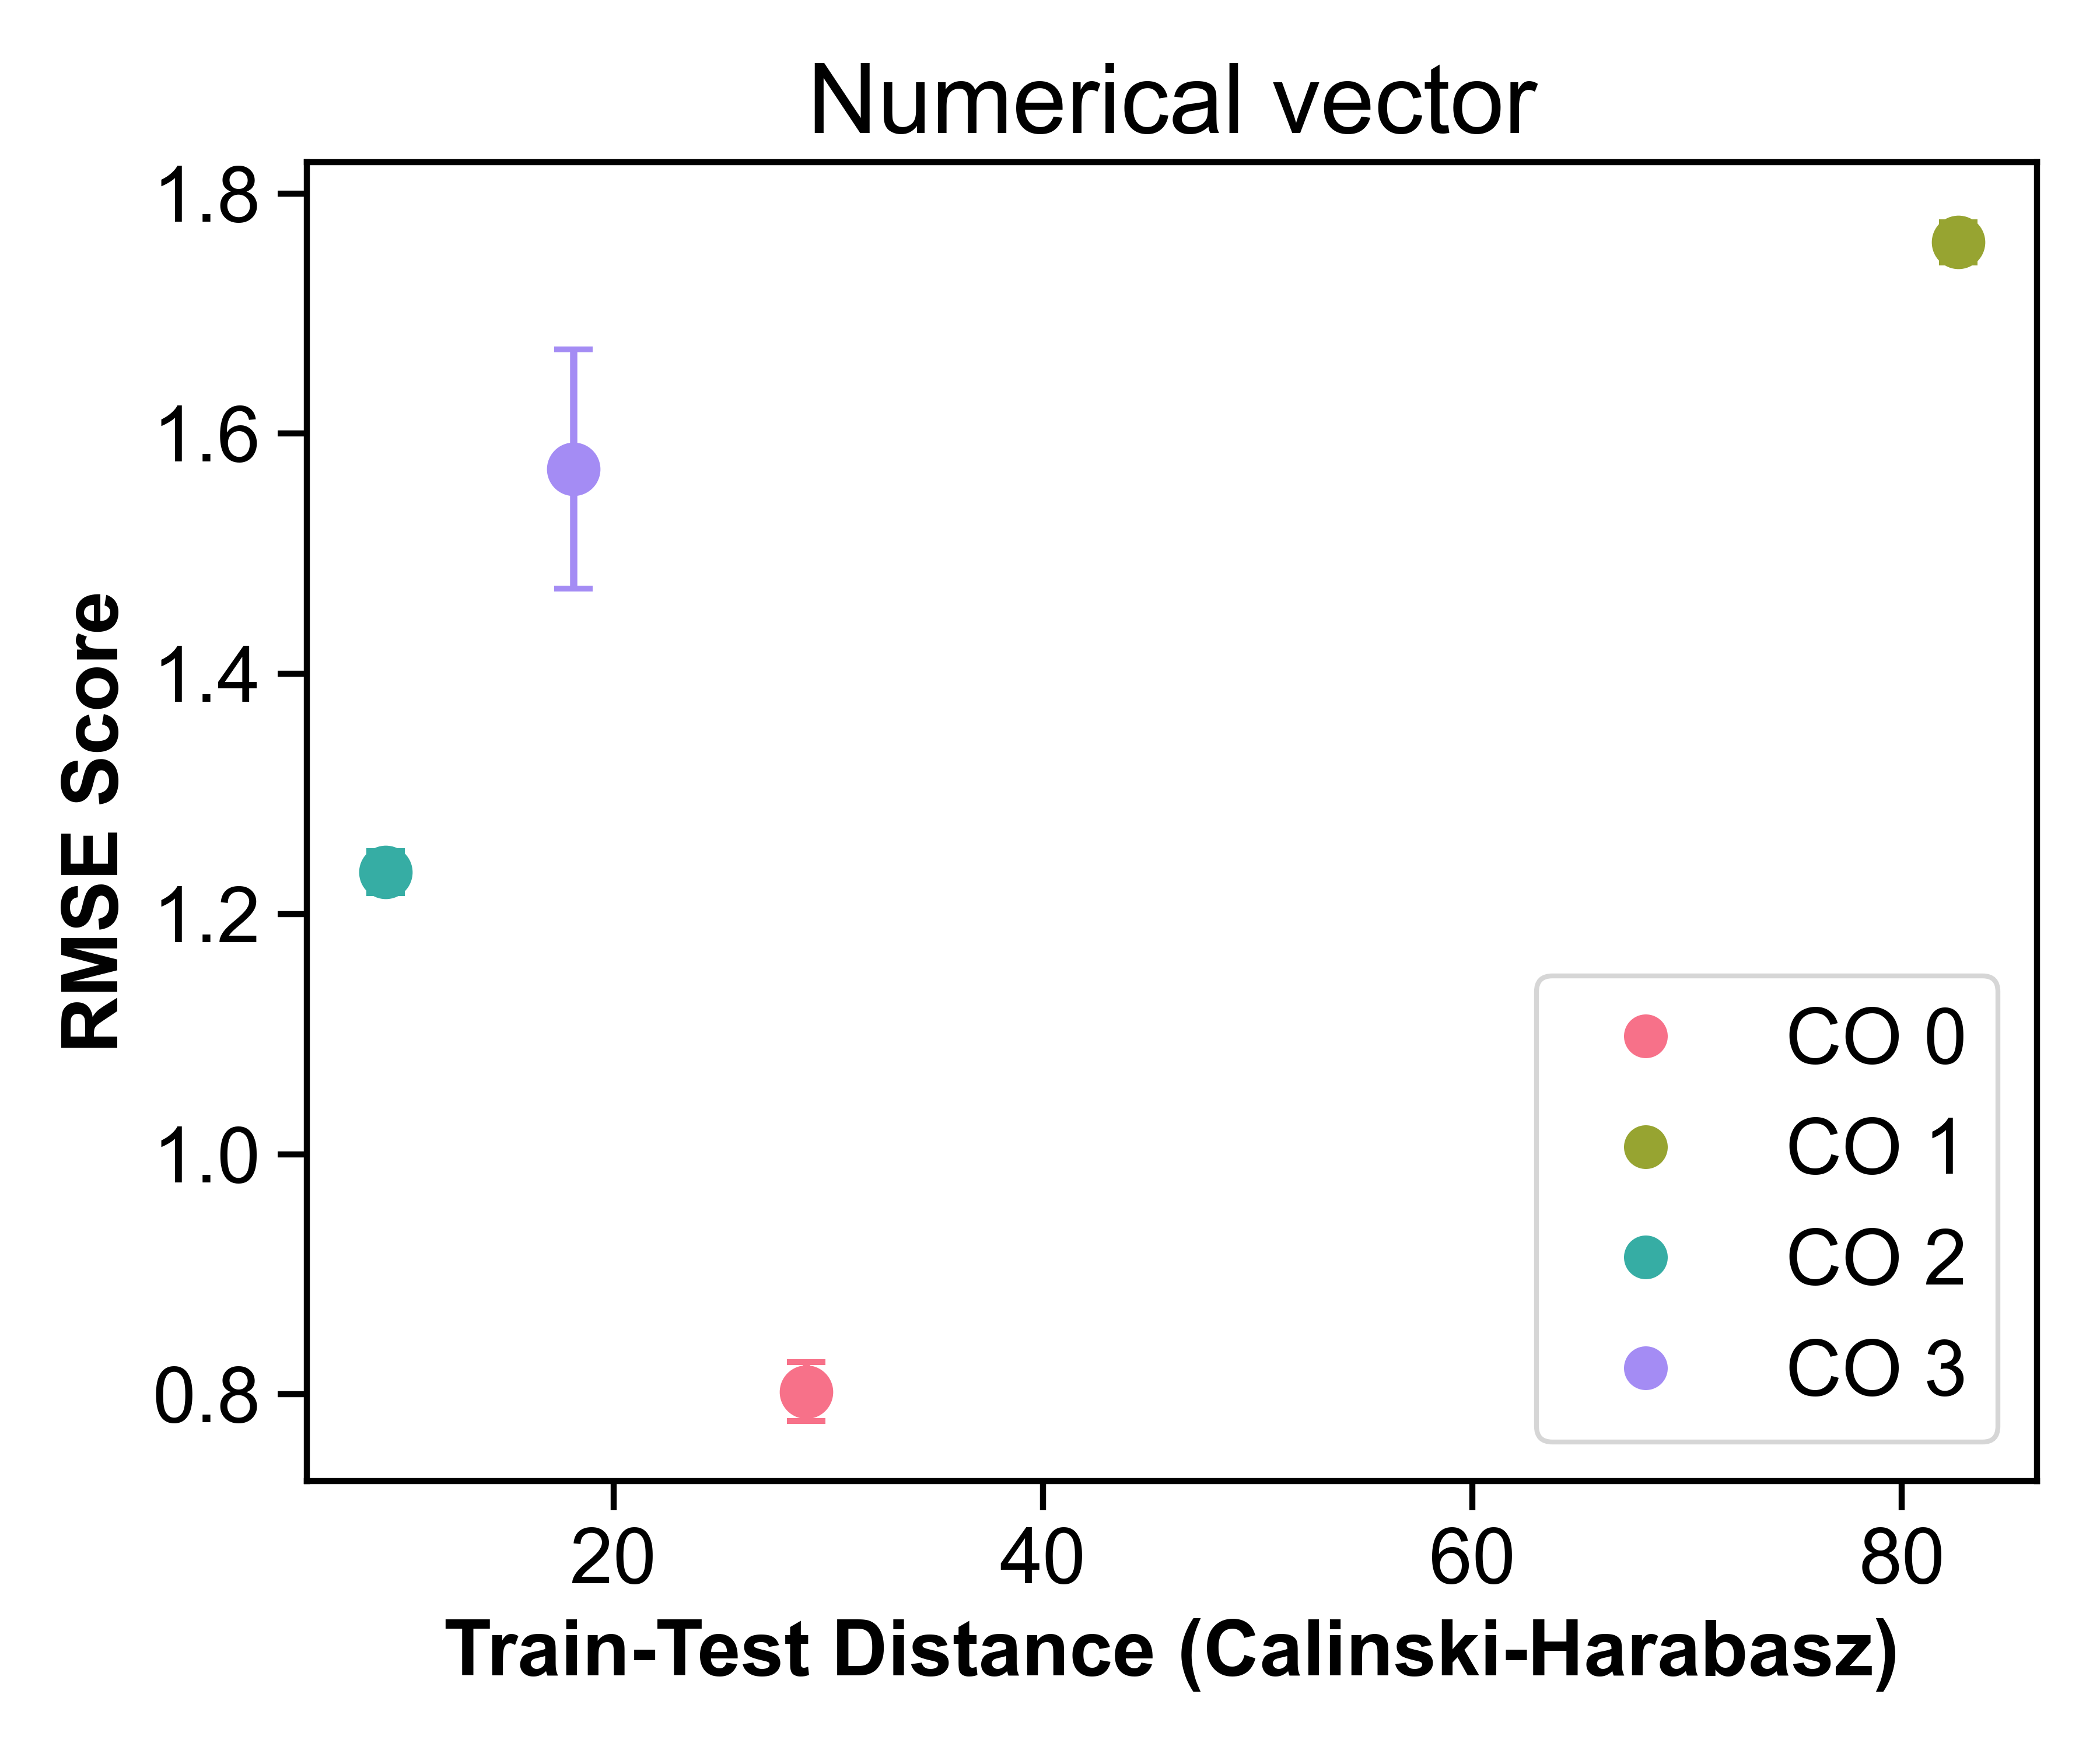 Numerical vector
1.8
1.6
1.4
1.2
1.0
0.8
RMSE Score
CO 0
CO 1
CO 2
CO 3
20 40 60 80
Train-Test Distance (Calinski-Harabasz)